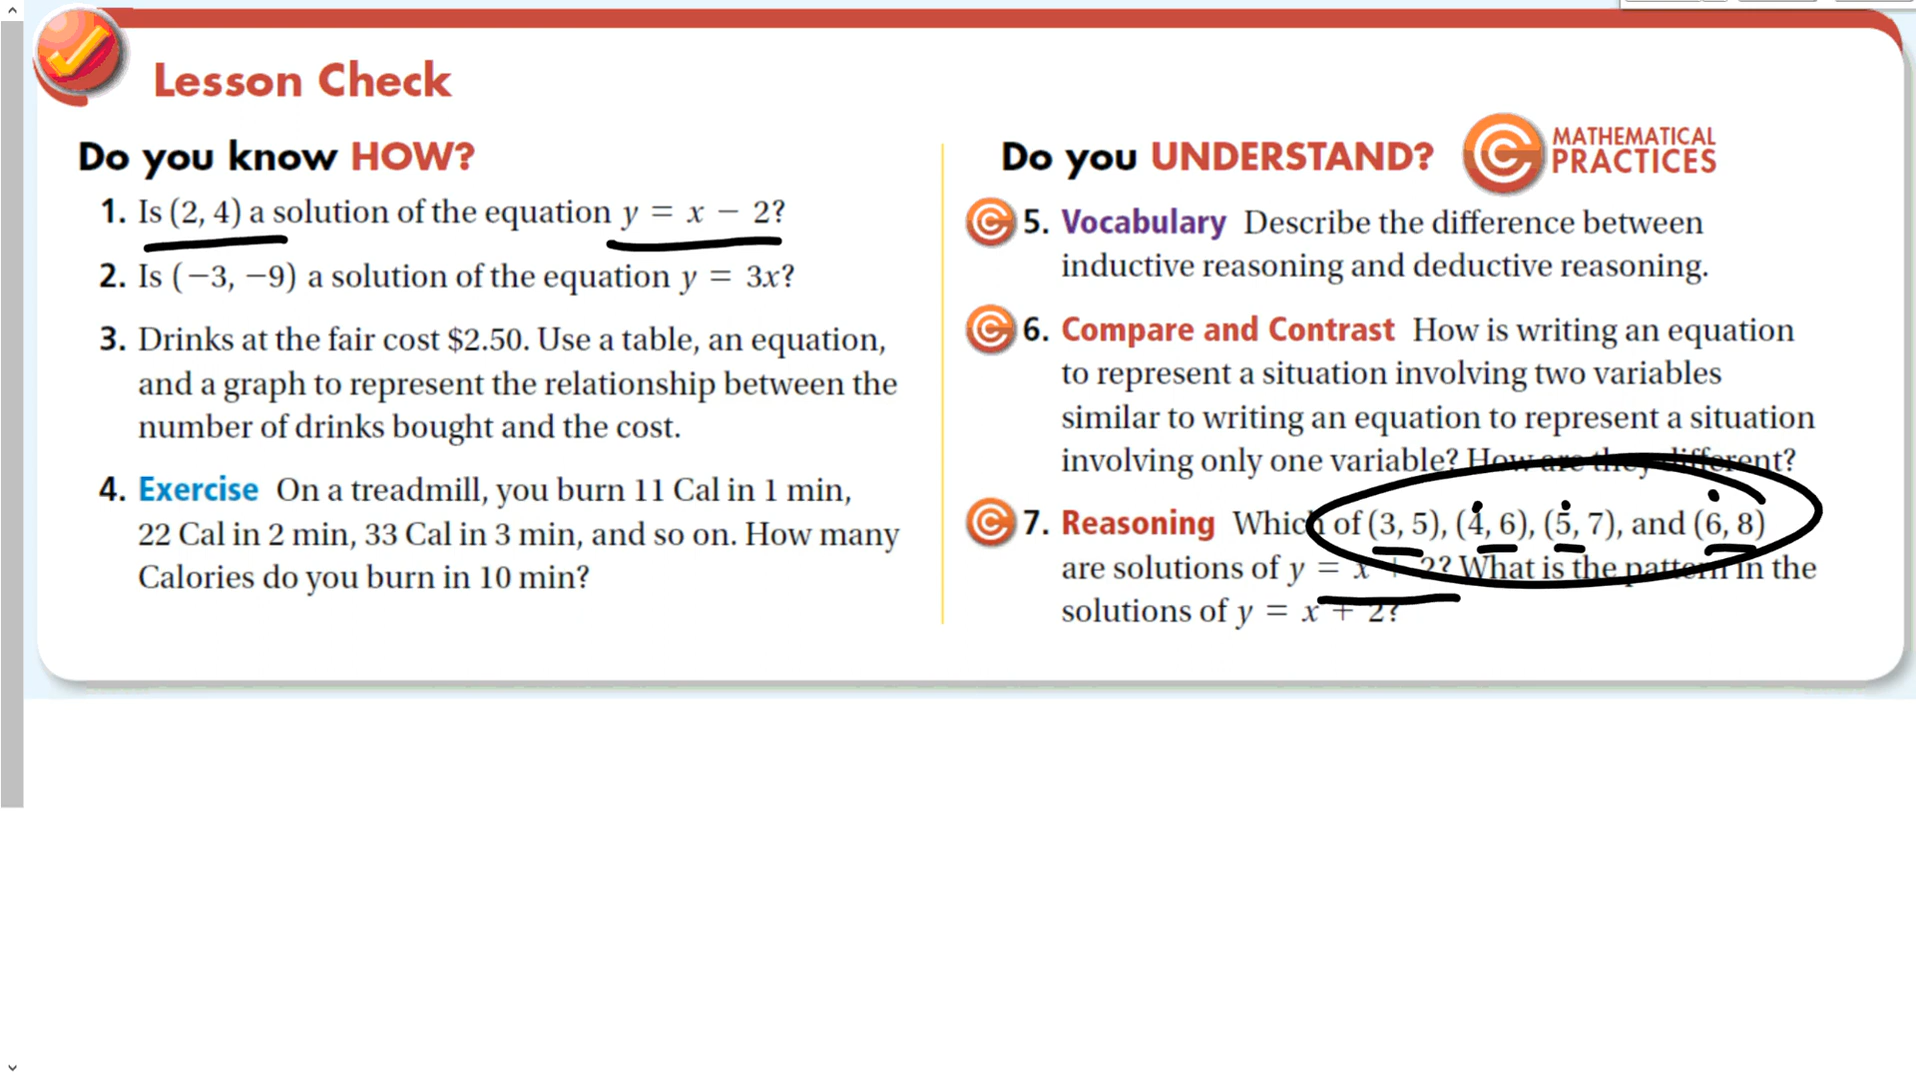 Lesson Check
Do you know HOW?
1. Is (2, 4) a solution of the equation y = x − 2?
2. Is (−3, −9) a solution of the equation y = 3x?
3. Drinks at the fair cost $2.50. Use a table, an equation,
and a graph to represent the relationship between the
number of drinks bought and the cost.
4. Exercise On a treadmill, you burn 11 Cal in 1 min,
22 Cal in 2 min, 33 Cal in 3 min, and so on. How many
Calories do you burn in 10 min?
Do you UNDERSTAND?
MATHEMATICAL
PRACTICES
5. Vocabulary Describe the difference between
inductive reasoning and deductive reasoning.
6. Compare and Contrast How is writing an equation
to represent a situation involving two variables
similar to writing an equation to represent a situation
involving only one variable? How are they different?
7. Reasoning Which of (3, 5), (4, 6), (5, 7), and (6, 8)
are solutions of y = x + 2? What is the pattern in the
solutions of y = x + 2?